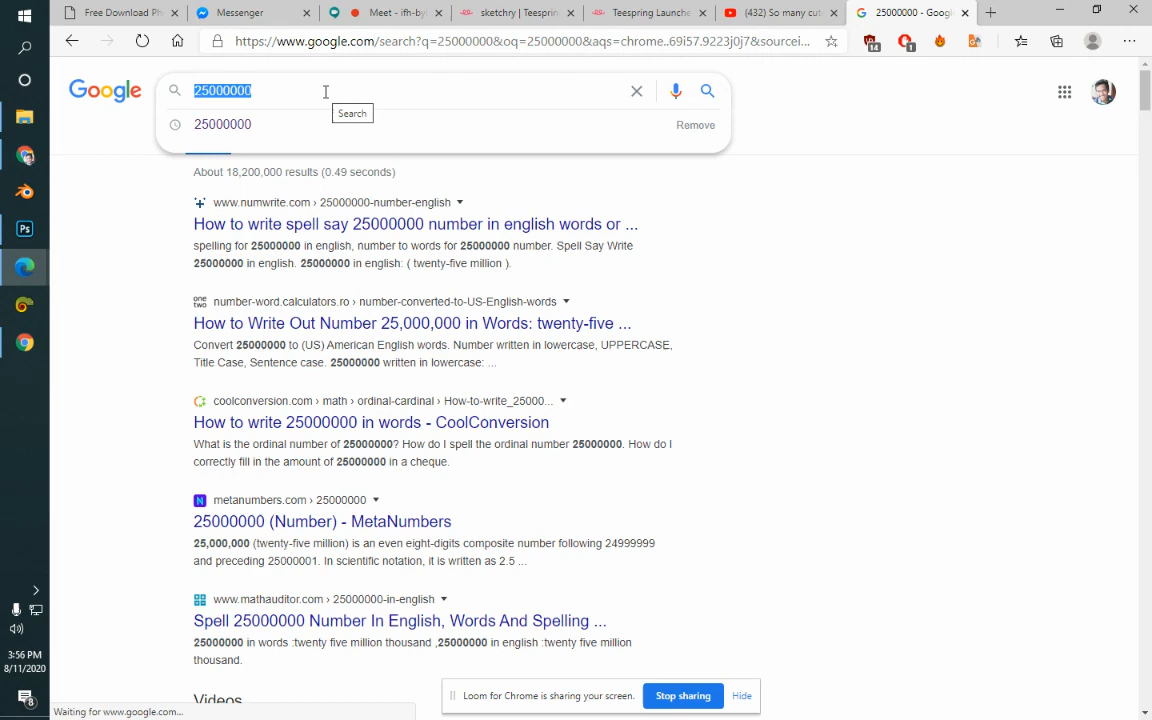 Free Download Ph
Messenger
Meet - ifh-by
sketchry | Teesprin
Teespring Launche
(432) So many cut
25000000 - Googl
https://www.google.com/search?q=25000000&oq=25000000&aqs=chrome..69i57.9223j0j7&sourcei...
14
1
Google
25000000
Search
25000000
Remove
About 18,200,000 results (0.49 seconds)
www.numwrite.com › 25000000-number-english
How to write spell say 25000000 number in english words or ...
spelling for 25000000 in english, number to words for 25000000 number. Spell Say Write
25000000 in english. 25000000 in english: ( twenty-five million ).
one two
number-word.calculators.ro › number-converted-to-US-English-words
How to Write Out Number 25,000,000 in Words: twenty-five ...
Convert 25000000 to (US) American English words. Number written in lowercase, UPPERCASE,
Title Case, Sentence case. 25000000 written in lowercase: ...
coolconversion.com › math › ordinal-cardinal › How-to-write_25000...
How to write 25000000 in words - CoolConversion
What is the ordinal number of 25000000? How do I spell the ordinal number 25000000. How do I
correctly fill in the amount of 25000000 in a cheque.
N
metanumbers.com › 25000000
25000000 (Number) - MetaNumbers
25,000,000 (twenty-five million) is an even eight-digits composite number following 24999999
and preceding 25000001. In scientific notation, it is written as 2.5 ...
www.mathauditor.com › 25000000-in-english
Spell 25000000 Number In English, Words And Spelling ...
25000000 in words :twenty five million thousand ,25000000 in english :twenty five million
thousand.
Videos
Ps
3:56 PM
8/11/2020
8
Loom for Chrome is sharing your screen.
Stop sharing
Hide
Waiting for www.google.com...